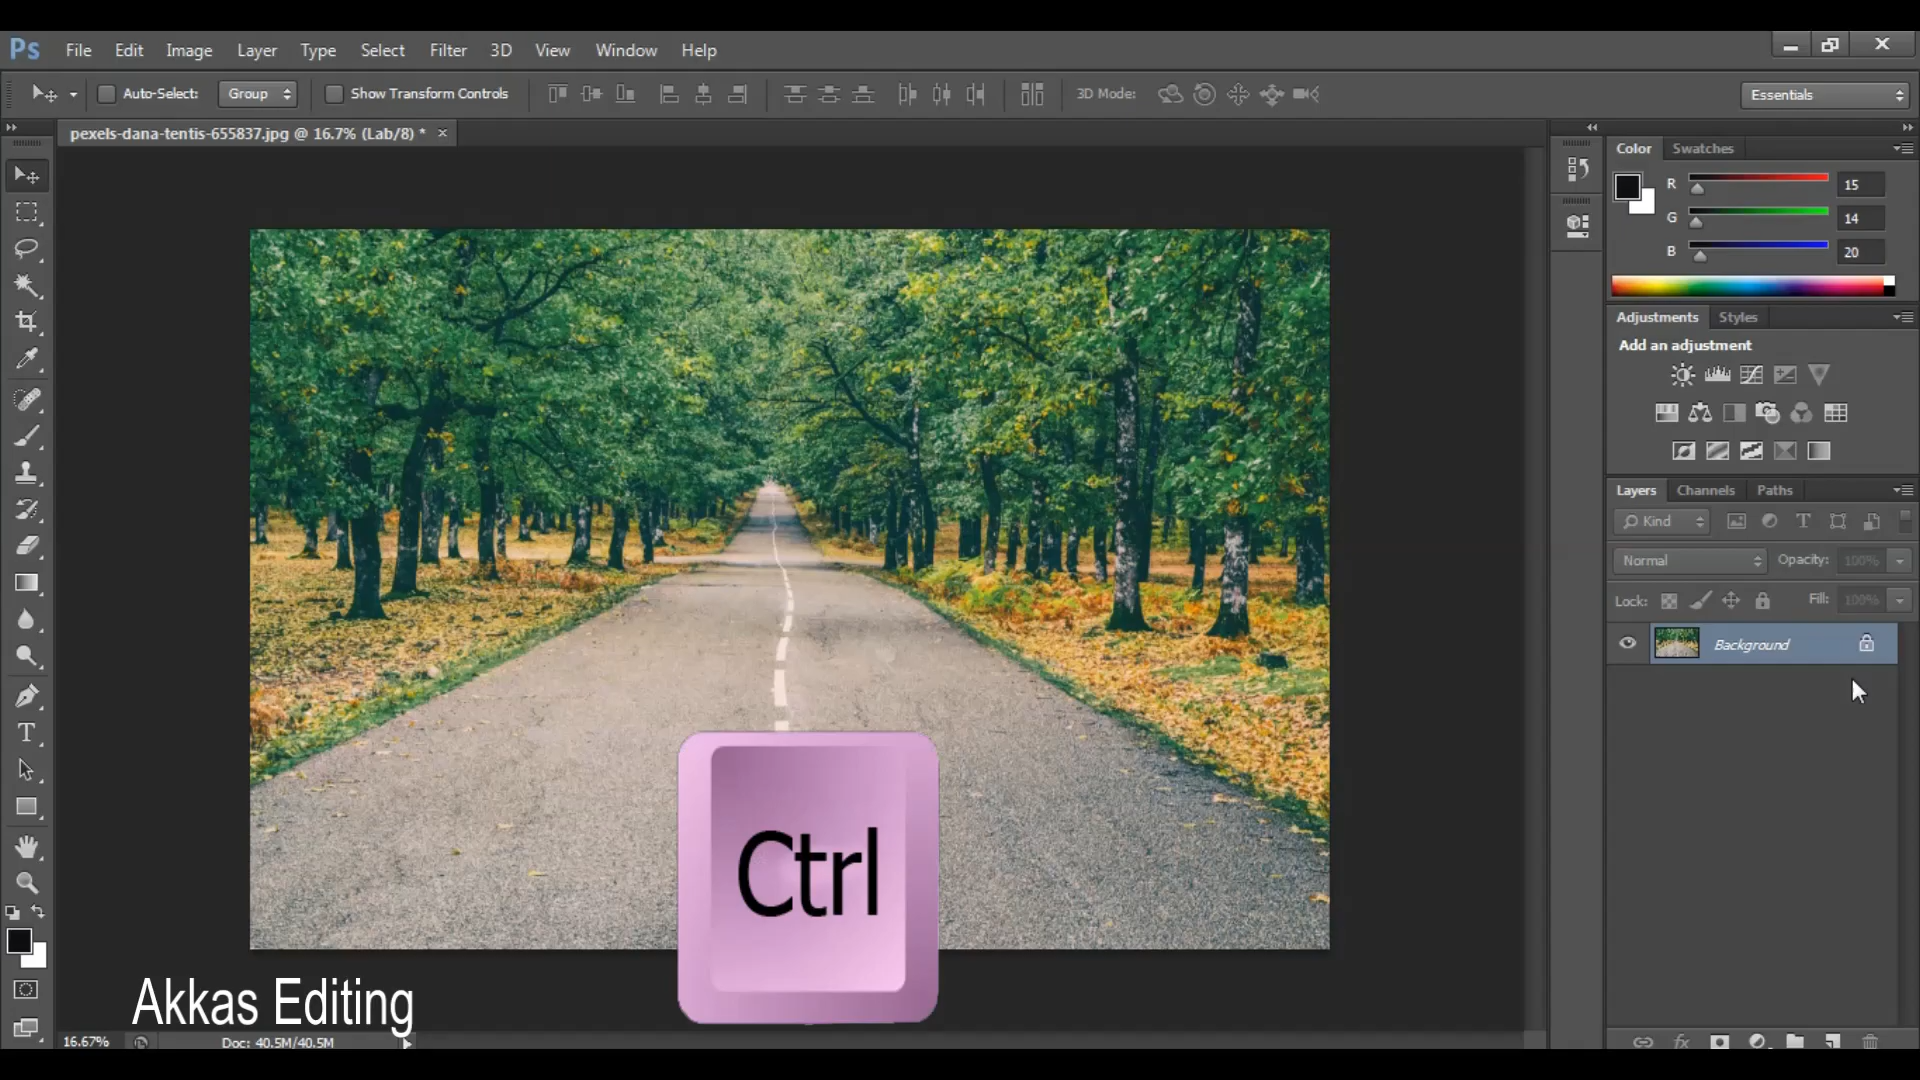 Ps File Edit Image Layer Type Select Filter 3D View Window Help
Auto-Select: Group Show Transform Controls 3D Mode: Essentials
pexels-dana-tentis-655837.jpg @ 16.7% (Lab/8) * ×
Color Swatches
R 15
G 14
B 20
Adjustments Styles
Add an adjustment
Layers Channels Paths
Kind
Normal Opacity: 100%
Lock: Fill: 100%
Background
Ctrl
Akkas Editing
16.67% Doc: 40.5M/40.5M